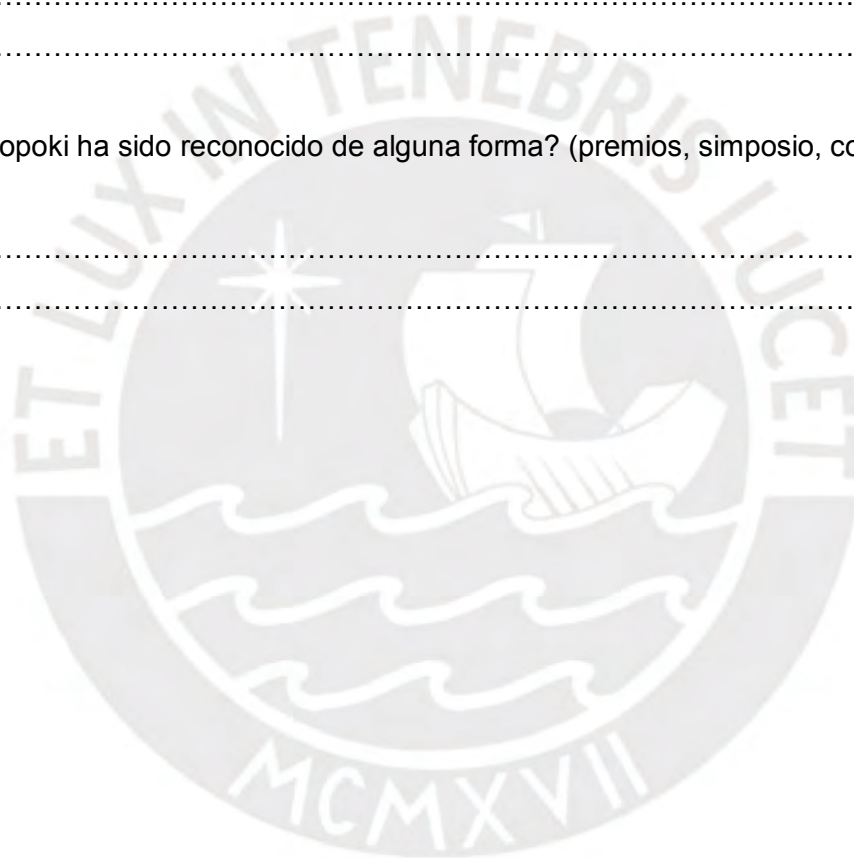 ……………………………………………………………………………………
……………………………………………………………………………………
ET LUX IN TENEBRIS LUCET
opoki ha sido reconocido de alguna forma? (premios, simposio, co
……………………………………………………………………………………
……………………………………………………………………………………
MCMXVII